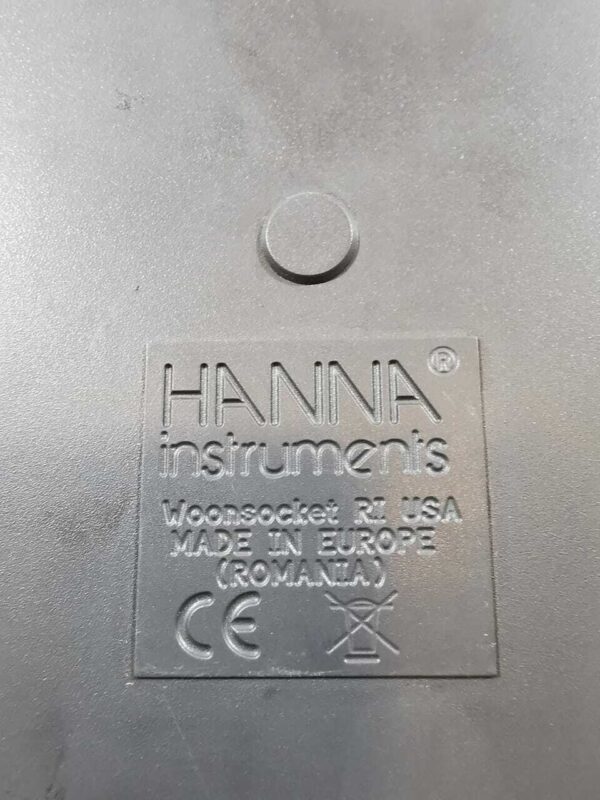 HANNA®
instruments
Woonsocket RI USA
MADE IN EUROPE
(ROMANIA)
CE